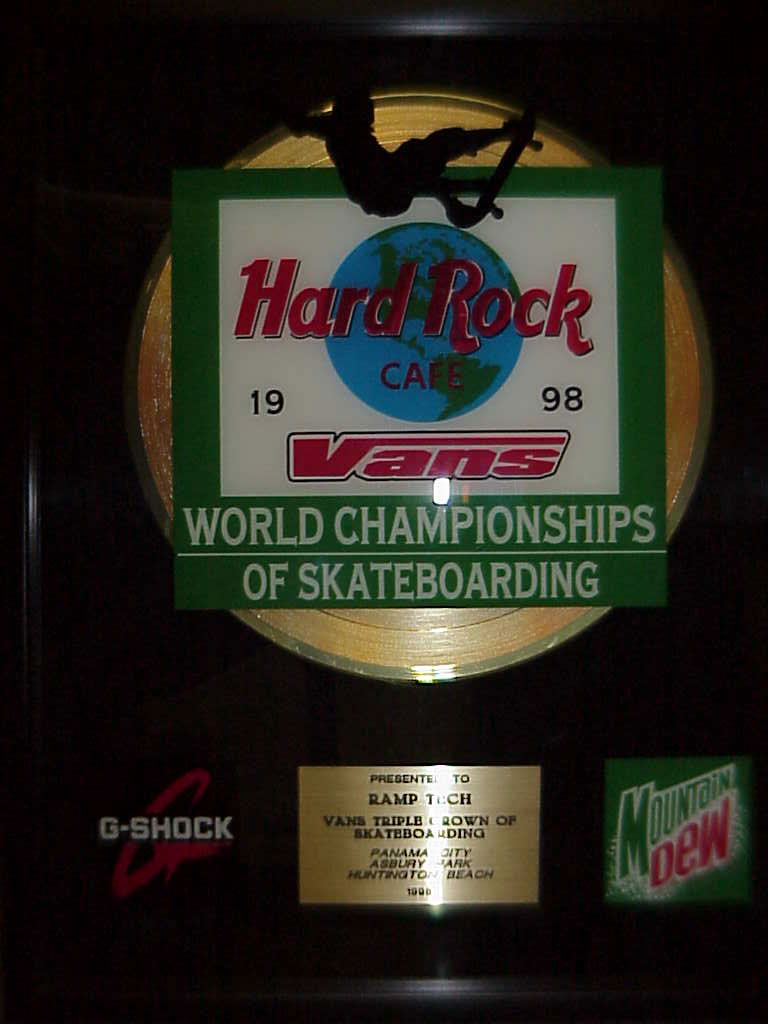 Hard Rock
CAFE
19 98
Vans
WORLD CHAMPIONSHIPS
OF SKATEBOARDING
G-SHOCK
PRESENTED TO
RAMP TECH
VANS TRIPLE CROWN OF
SKATEBOARDING
PANAMA CITY
ASBURY PARK
HUNTINGTON BEACH
1998
MOUNTAIN
DEW